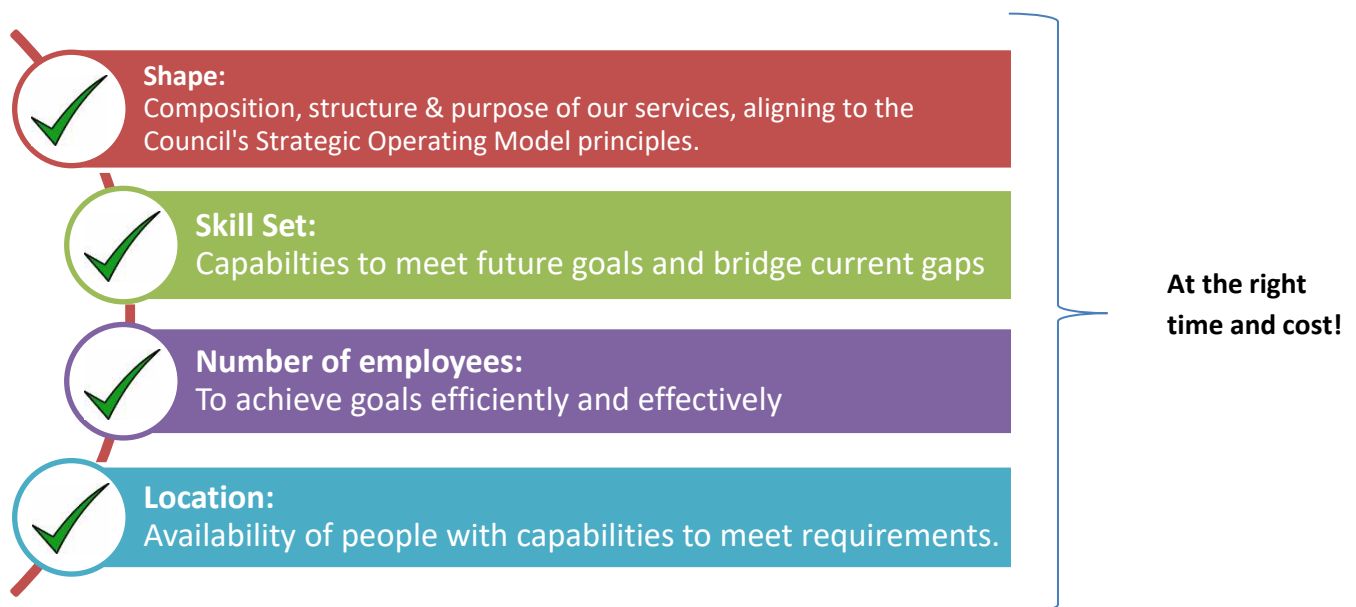 Shape:
Composition, structure & purpose of our services, aligning to the
Council's Strategic Operating Model principles.
Skill Set:
Capabilties to meet future goals and bridge current gaps
Number of employees:
To achieve goals efficiently and effectively
Location:
Availability of people with capabilities to meet requirements.
At the right
time and cost!